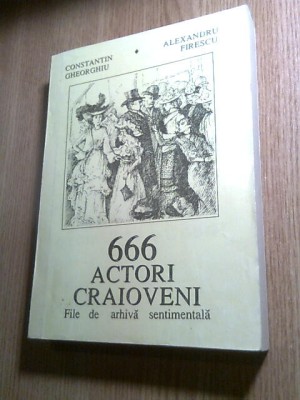 CONSTANTIN
GHEORGHIU
ALEXANDRU
FIRESCU
666
ACTORI
CRAIOVENI
File de arhivă sentimentală